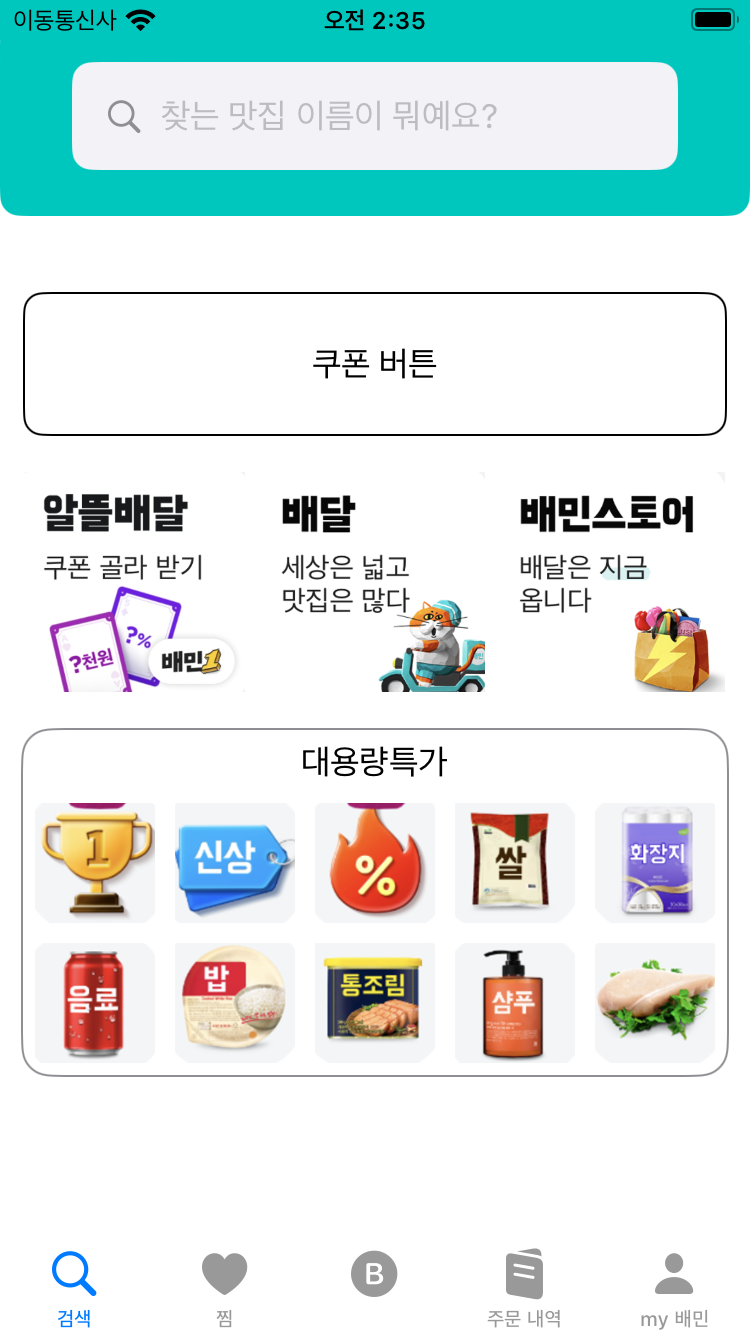 이동통신사
오전 2:35
찾는 맛집 이름이 뭐예요?
쿠폰 버튼
알뜰배달
쿠폰 골라 받기
?천원
?%
배민1
배달
세상은 넓고
맛집은 많다
배민스토어
배달은 지금
옵니다
대용량특가
1
신상
%
쌀
화장지
음료
밥
통조림
샴푸
B
검색
찜
주문 내역
my 배민